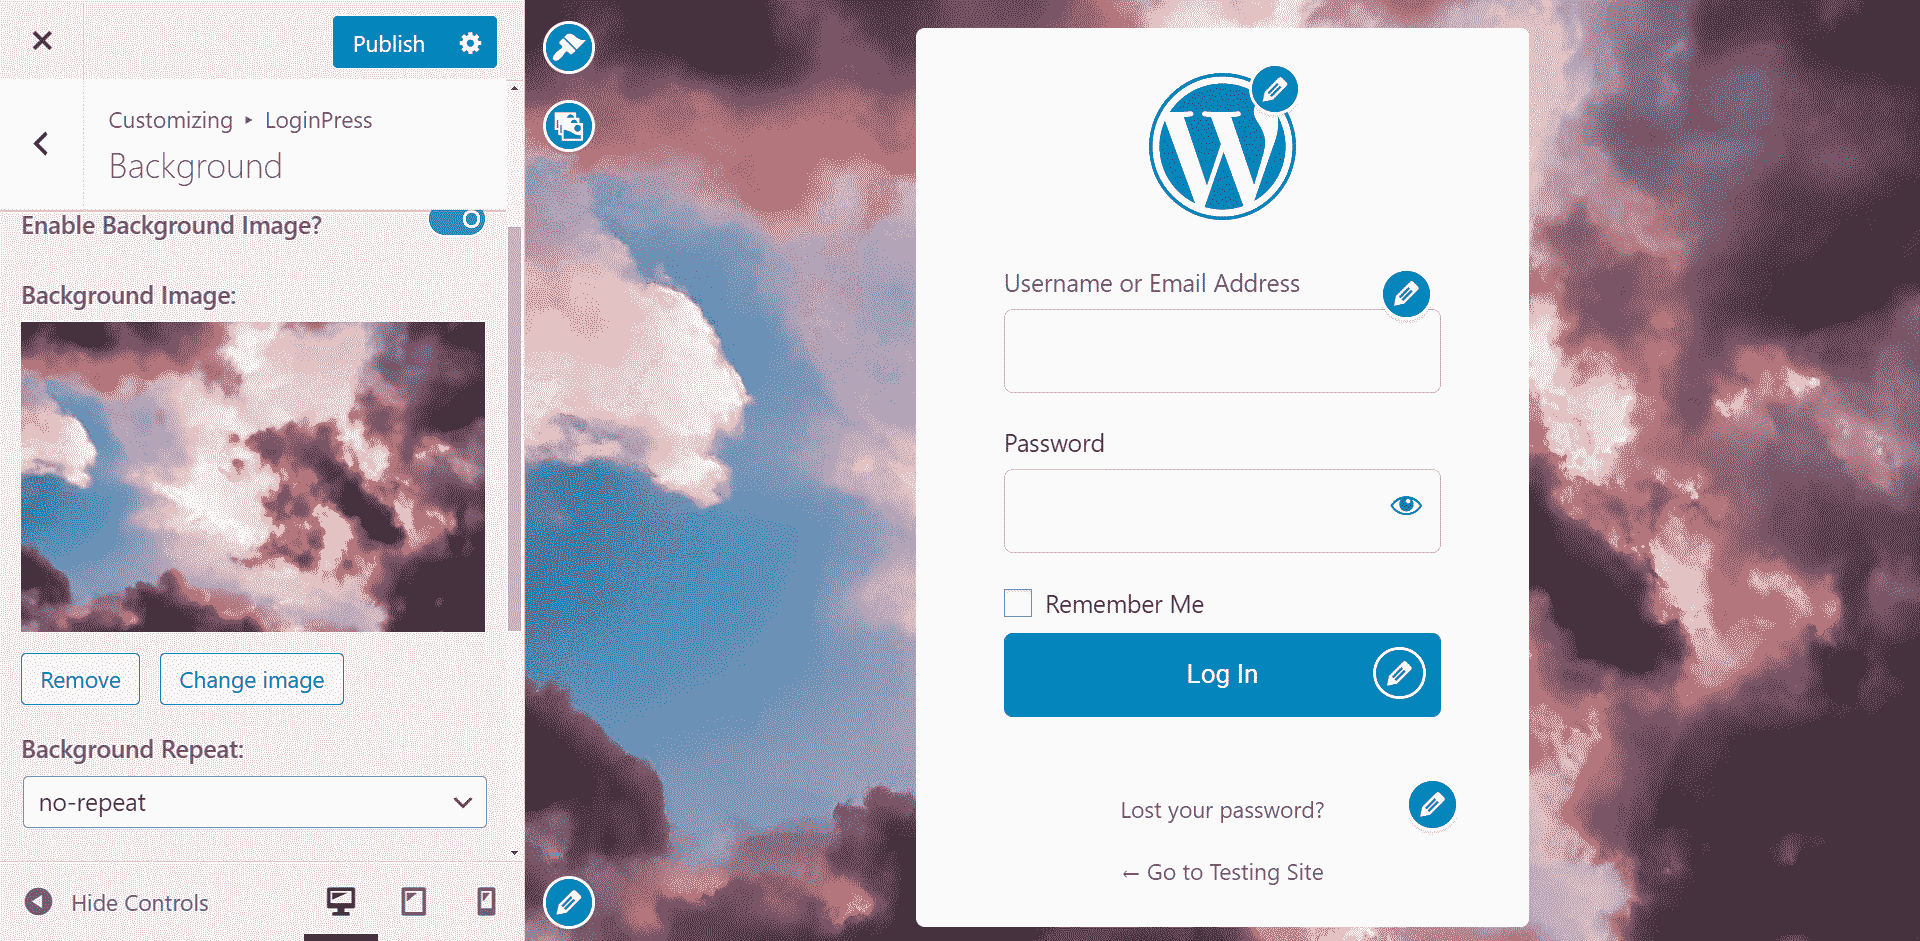 Publish
Customizing ▸ LoginPress
Background
Enable Background Image?
Background Image:
Remove
Change image
Background Repeat:
no-repeat
Hide Controls
Username or Email Address
Password
Remember Me
Log In
Lost your password?
← Go to Testing Site